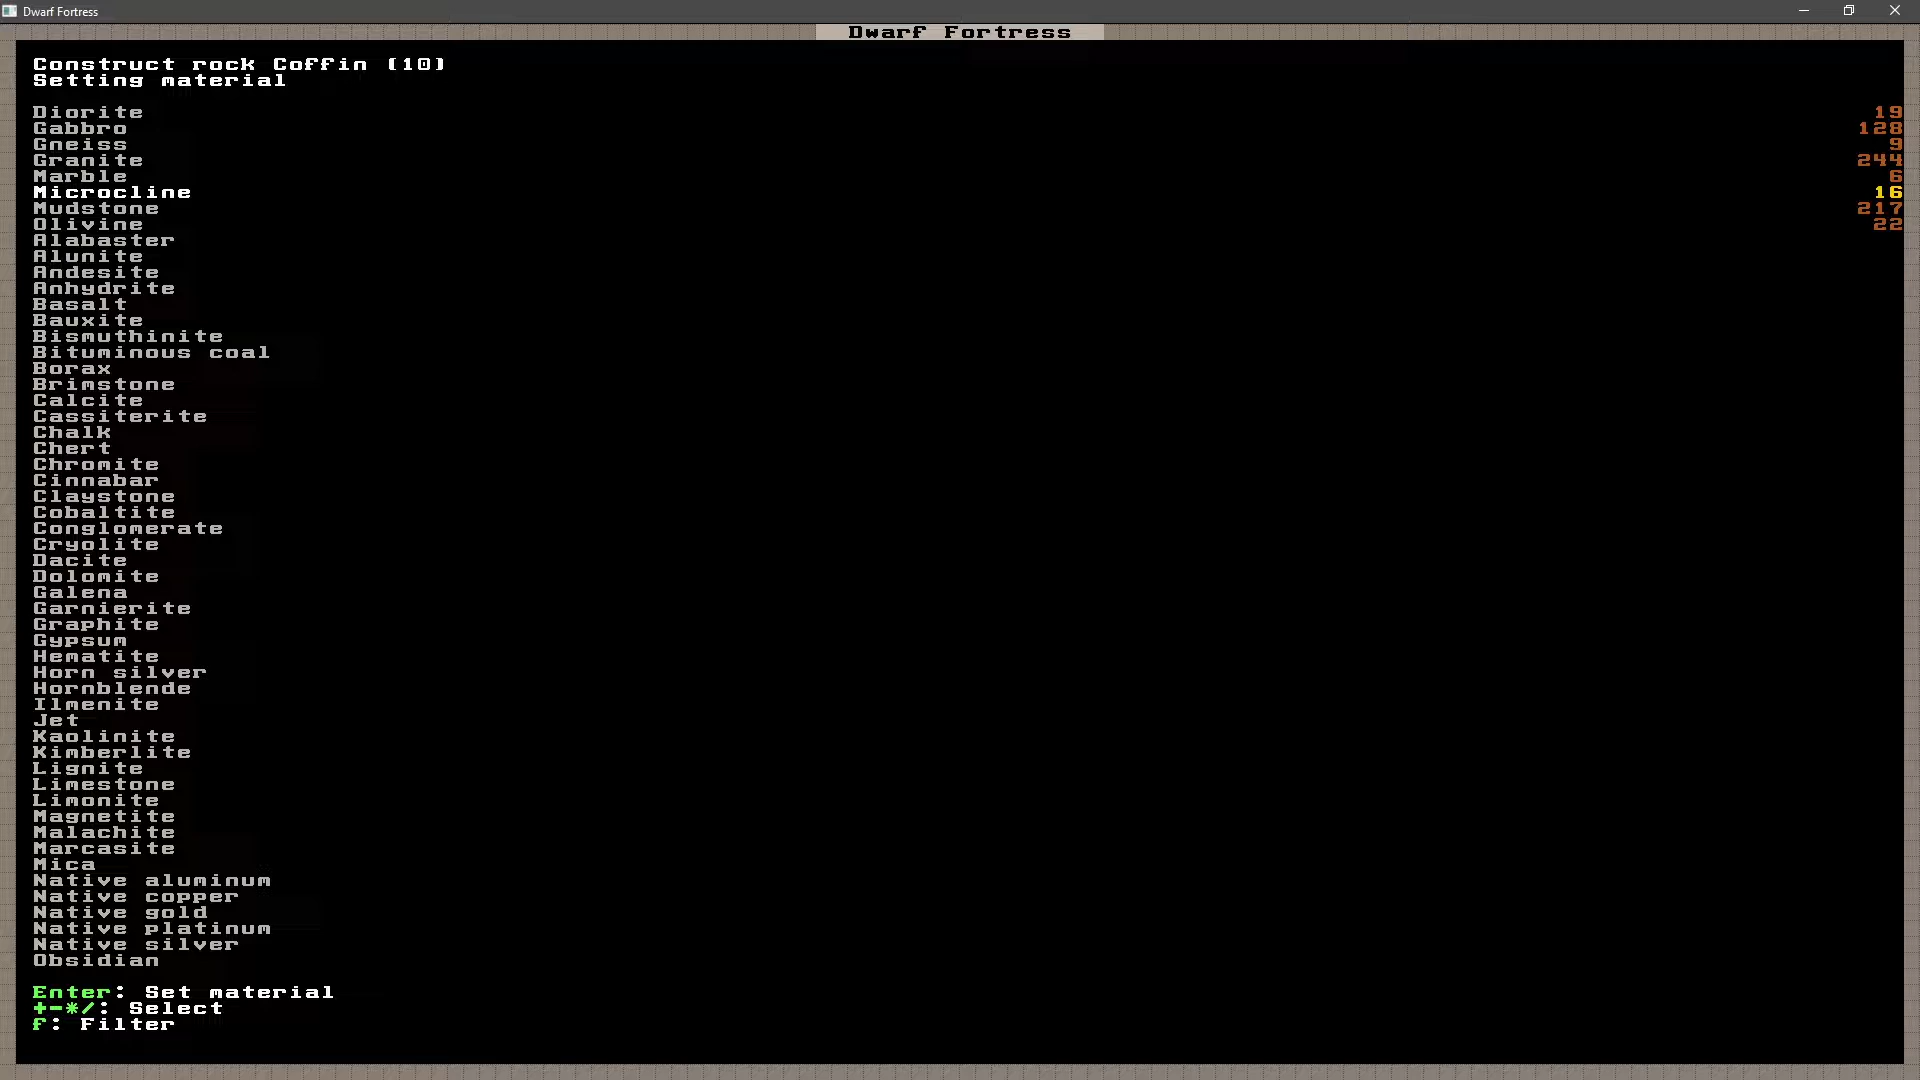 Dwarf Fortress
Dwarf Fortress
Construct rock Coffin (10)
Setting material
Diorite 19
Gabbro 128
Gneiss 9
Granite 244
Marble 6
Microcline 16
Mudstone 217
Olivine 22
Alabaster
Alunite
Andesite
Anhydrite
Basalt
Bauxite
Bismuthinite
Bituminous coal
Borax
Brimstone
Calcite
Cassiterite
Chalk
Chert
Chromite
Cinnabar
Claystone
Cobaltite
Conglomerate
Cryolite
Dacite
Dolomite
Galena
Garnierite
Graphite
Gypsum
Hematite
Horn silver
Hornblende
Ilmenite
Jet
Kaolinite
Kimberlite
Lignite
Limestone
Limonite
Magnetite
Malachite
Marcasite
Mica
Native aluminum
Native copper
Native gold
Native platinum
Native silver
Obsidian
Enter: Set material
+-*/: Select
f: Filter